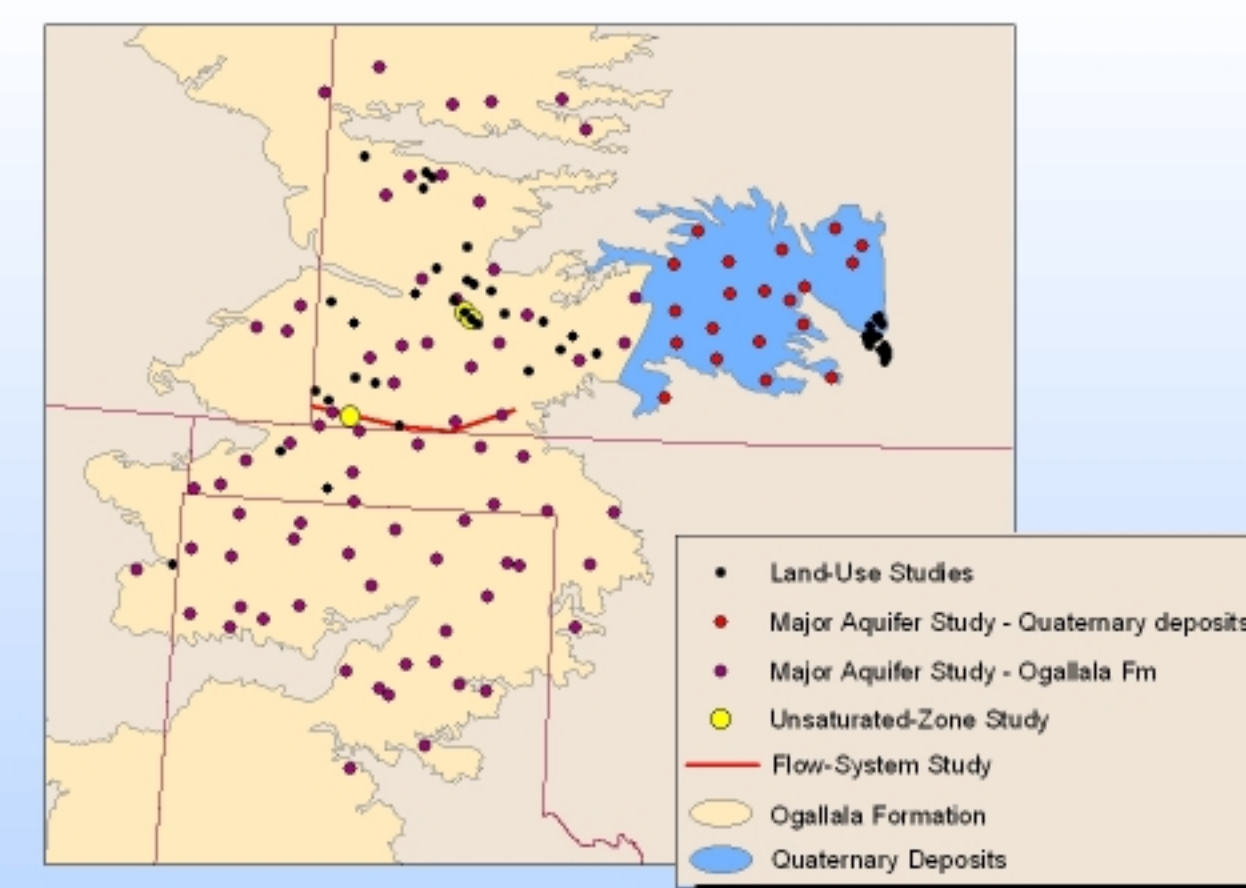 Land-Use Studies
Major Aquifer Study - Quaternary deposits
Major Aquifer Study - Ogallala Fm
Unsaturated-Zone Study
Flow-System Study
Ogallala Formation
Quaternary Deposits